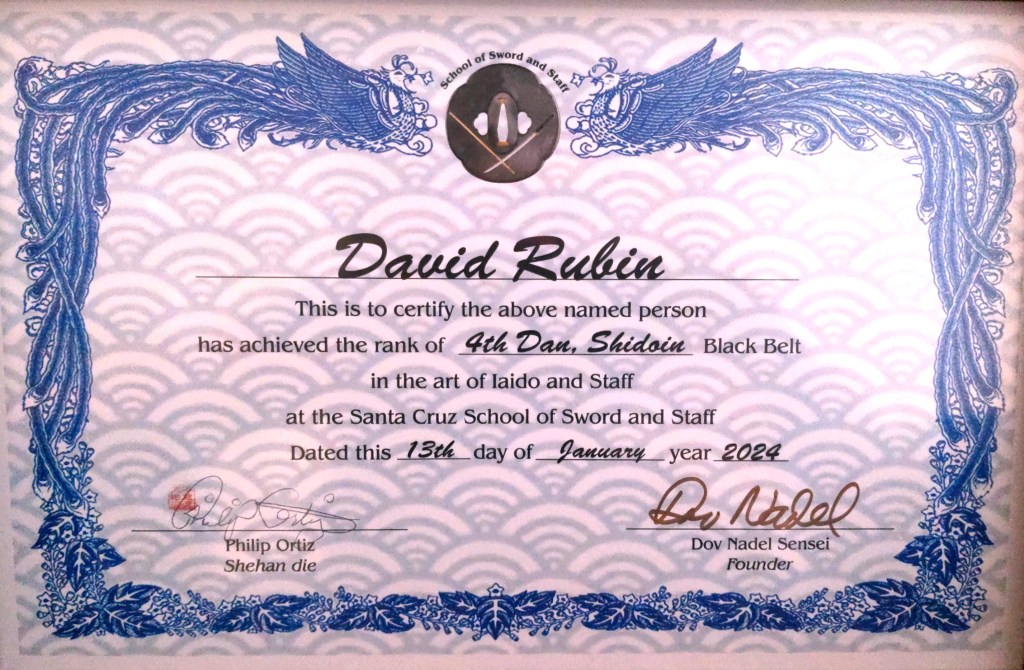 School of Sword and Staff
David Rubin
This is to certify the above named person
has achieved the rank of 4th Dan, Shidoin Black Belt
in the art of Iaido and Staff
at the Santa Cruz School of Sword and Staff
Dated this 13th day of January year 2024
Philip Ortiz
Dov Nadel
Philip Ortiz
Dov Nadel Sensei
Shehan die
Founder